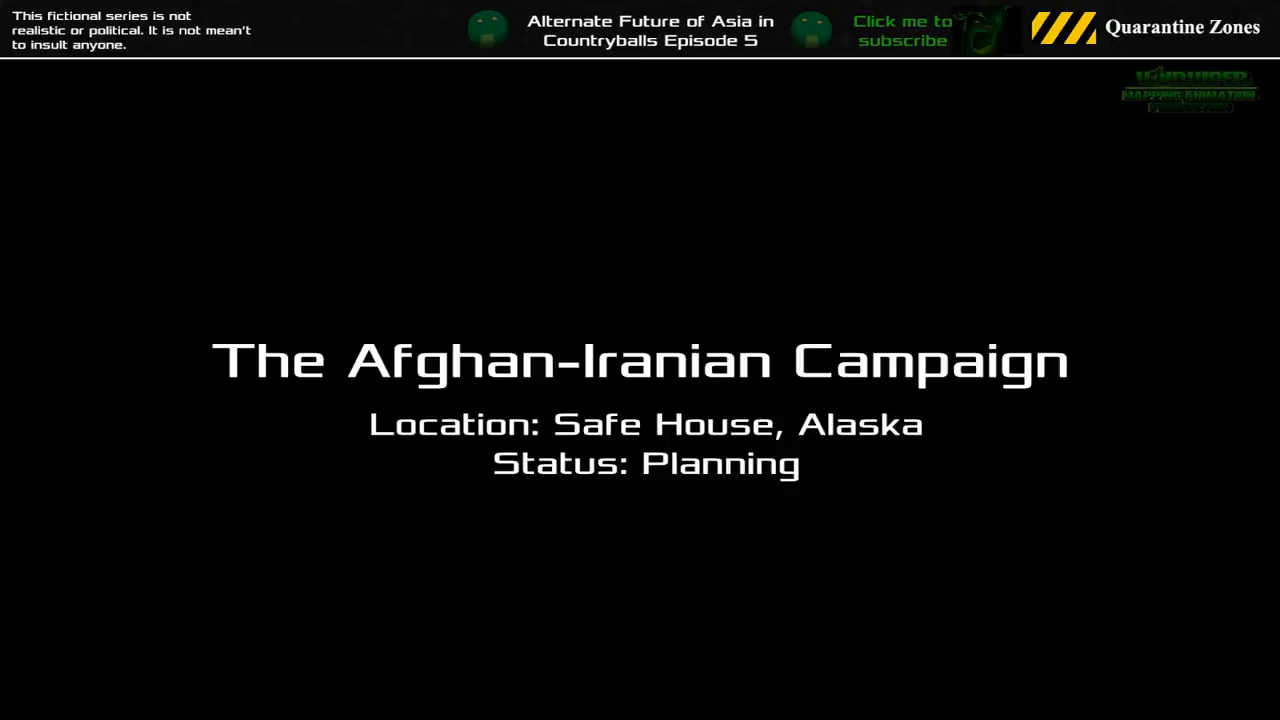 This fictional series is not
realistic or political. It is not mean't
to insult anyone.
Alternate Future of Asia in
Countryballs Episode 5
Click me to
subscribe
Quarantine Zones
MAPPING ANIMATION
The Afghan-Iranian Campaign
Location: Safe House, Alaska
Status: Planning